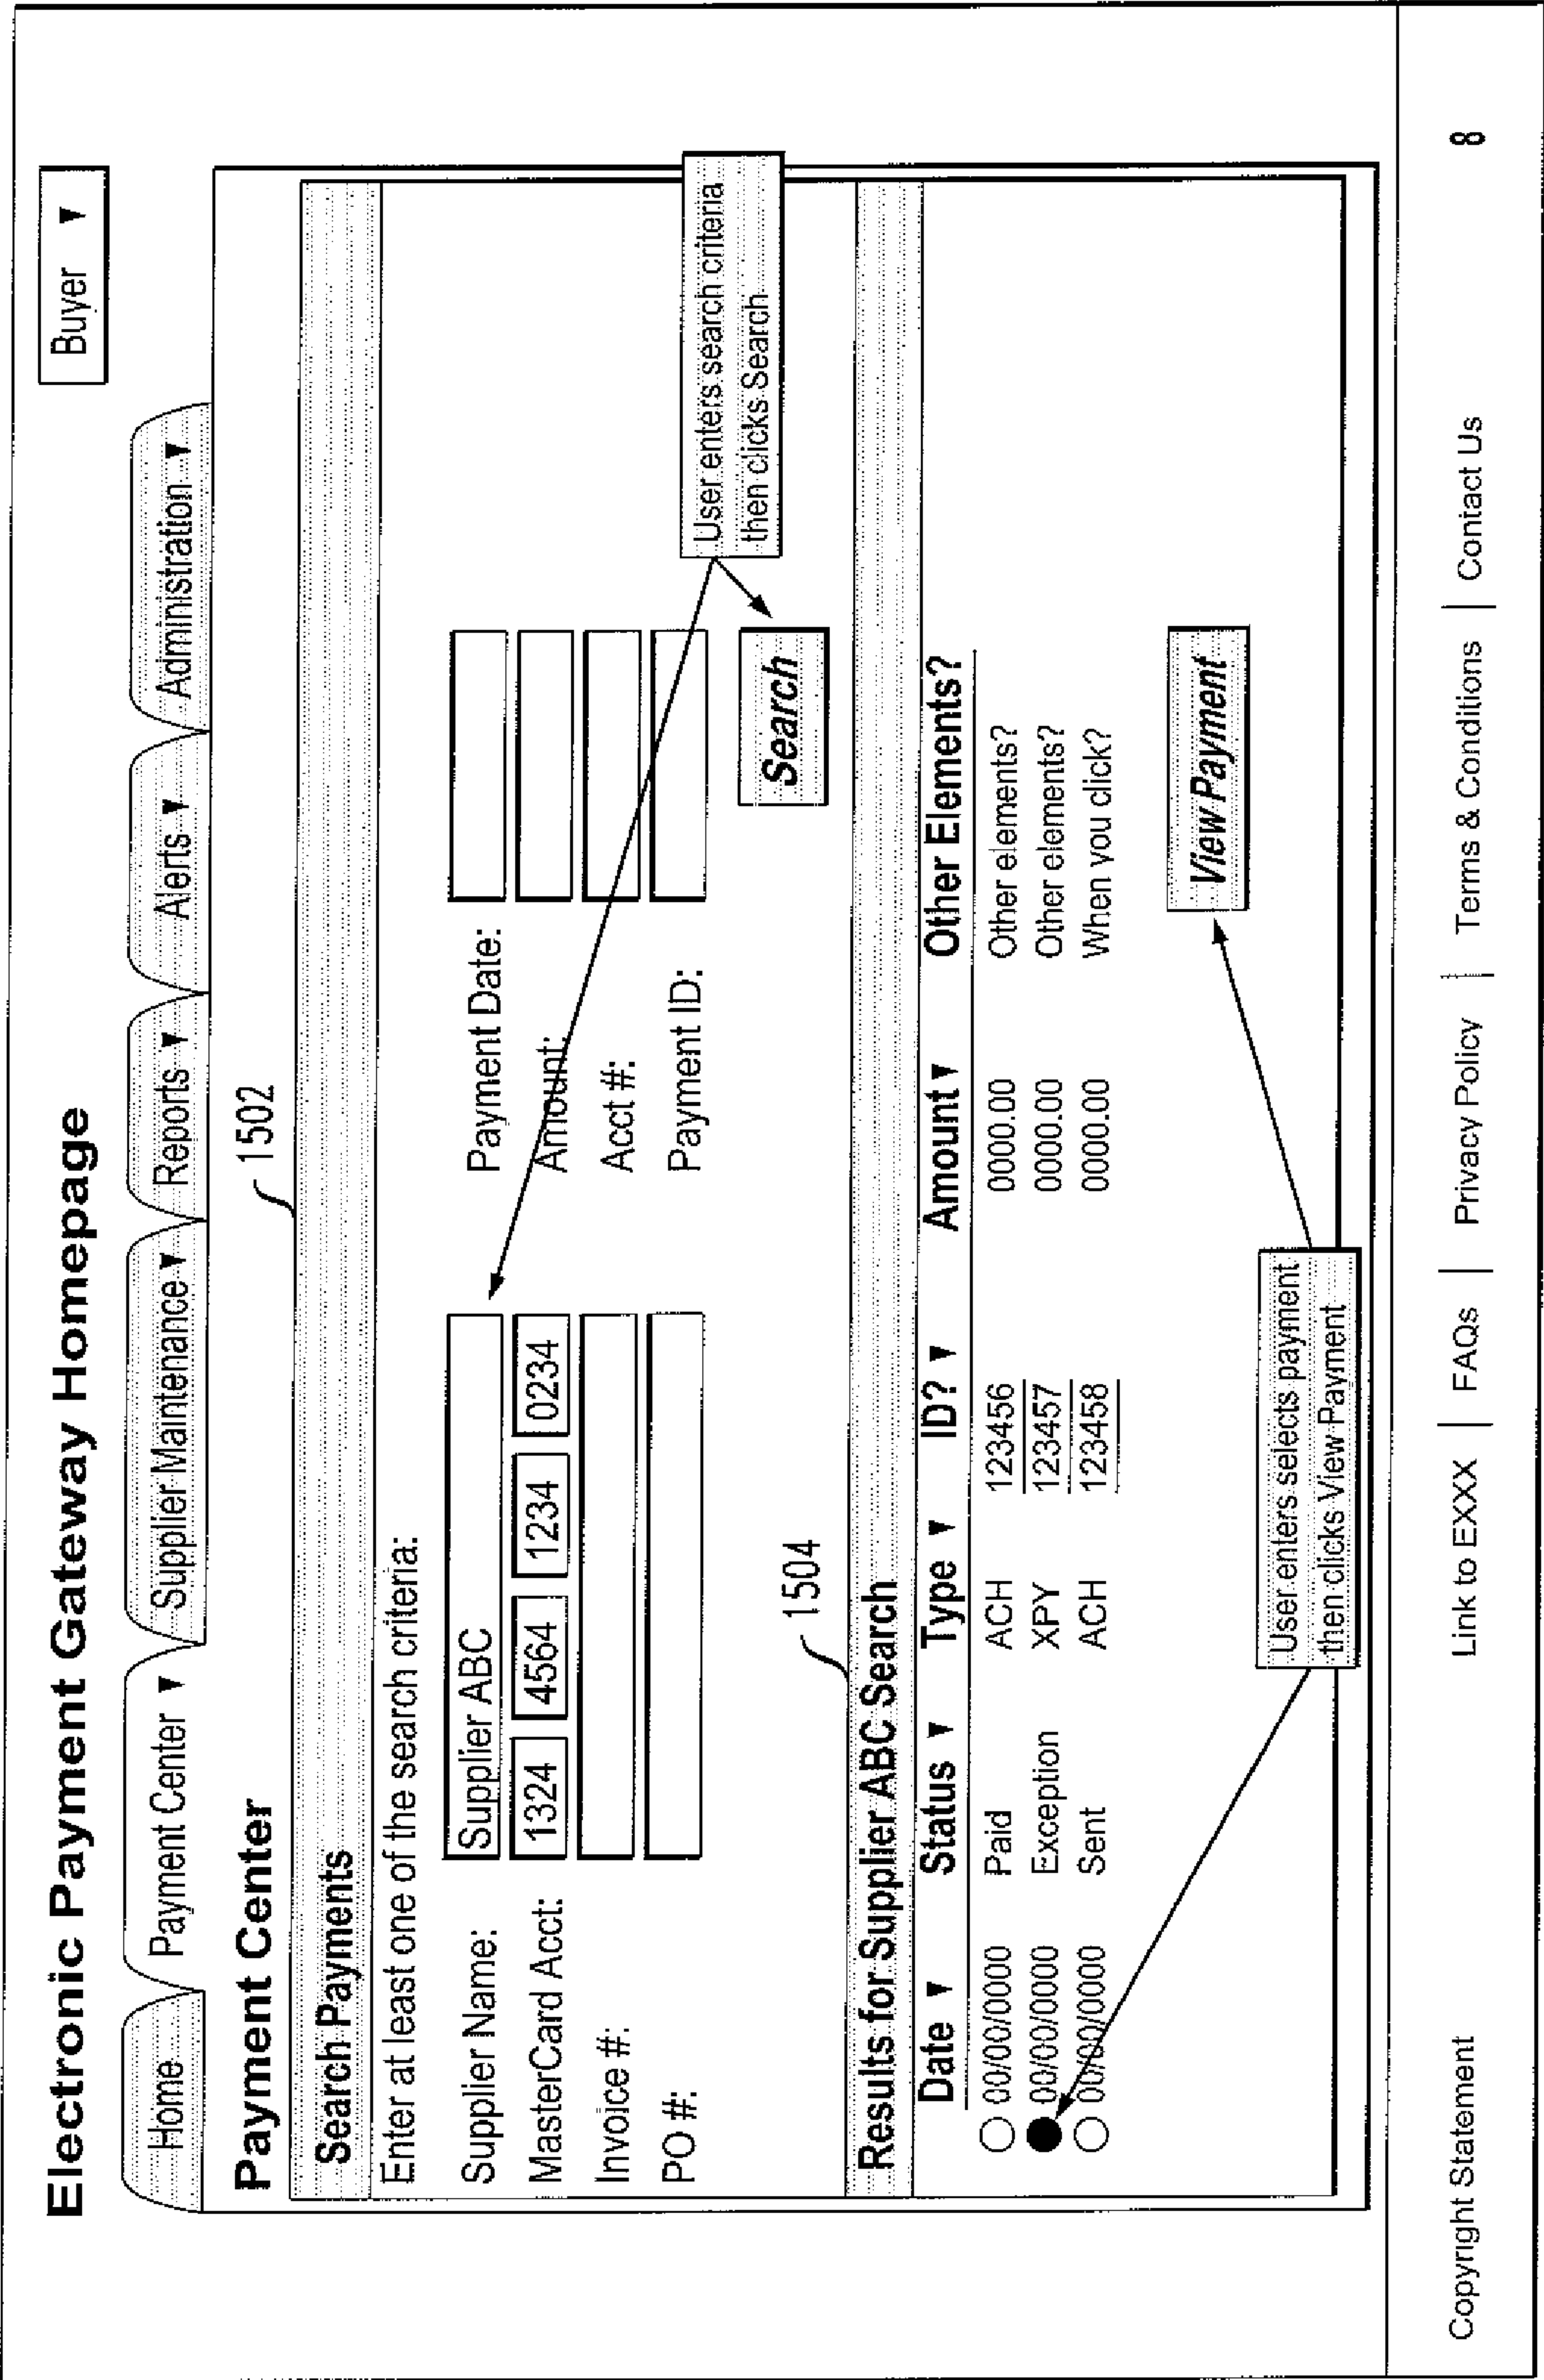 Electronic Payment Gateway Homepage
Buyer ▼
Home Payment Center ▼ Supplier Maintenance ▼ Reports ▼ Alerts ▼ Administration ▼
Payment Center
1502
Search Payments
Enter at least one of the search criteria:
Supplier Name: Supplier ABC Payment Date:
MasterCard Acct: 1324 4564 1234 0234 Amount:
Invoice #: Acct #:
PO #: Payment ID:
User enters search criteria
then clicks Search
Search
1504
Results for Supplier ABC Search
Date ▼ Status ▼ Type ▼ ID? ▼ Amount ▼ Other Elements?
00/00/0000 Paid ACH 123456 0000.00 Other elements?
00/00/0000 Exception XPY 123457 0000.00 Other elements?
00/00/0000 Sent ACH 123458 0000.00 When you click?
View Payment
User enters selects payment
then clicks View Payment
Copyright Statement Link to EXXX | FAQs | Privacy Policy | Terms & Conditions | Contact Us 8